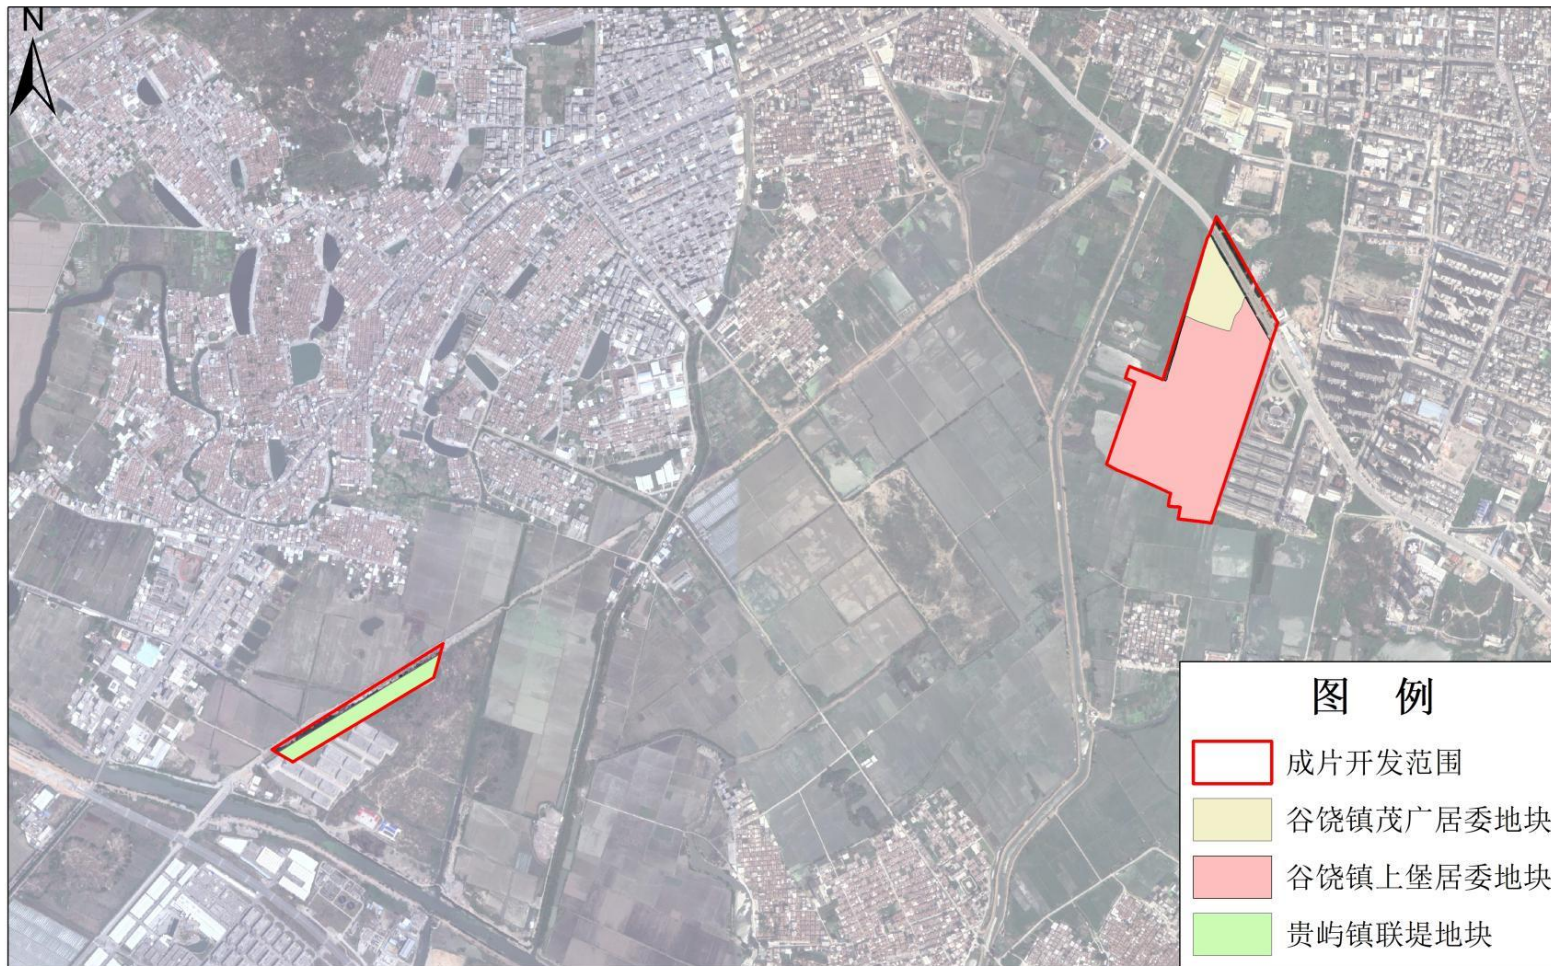 N
图 例
成片开发范围
谷饶镇茂广居委地块
谷饶镇上堡居委地块
贵屿镇联堤地块